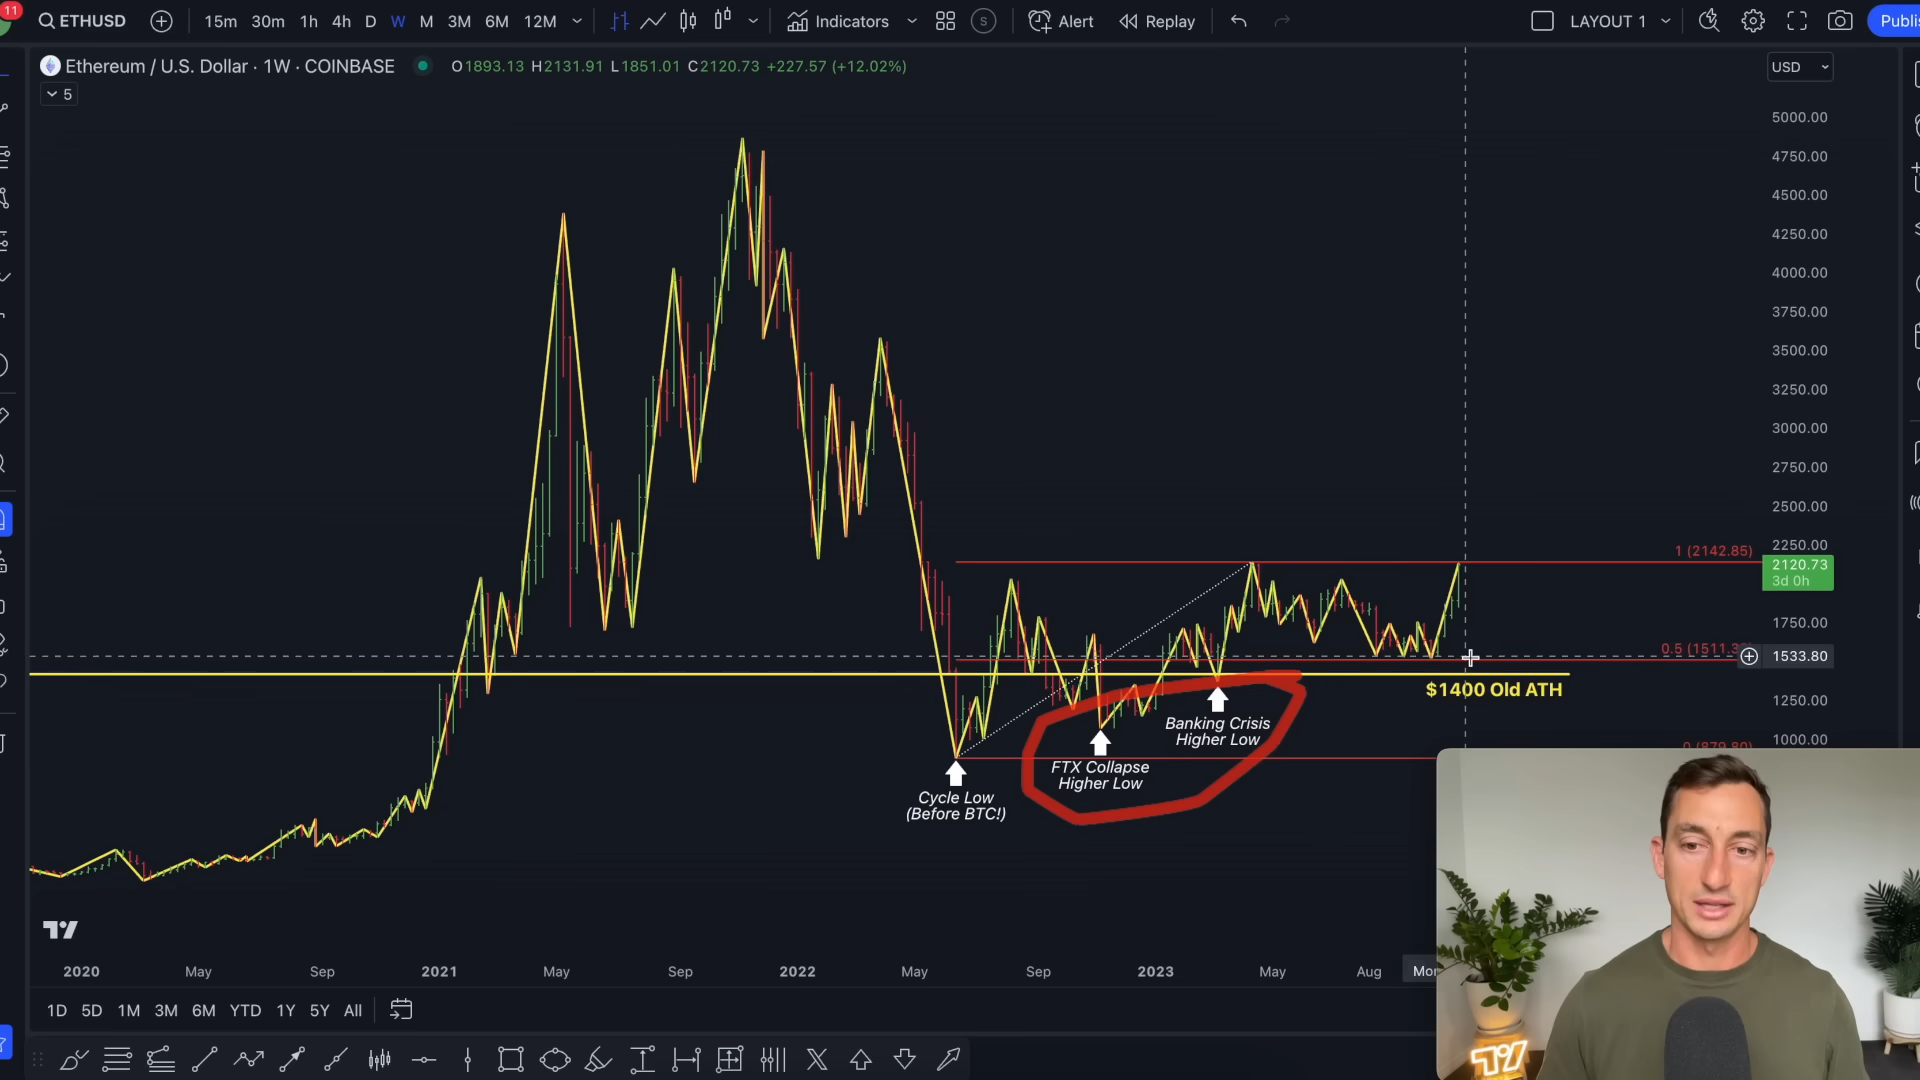 11
ETHUSD
15m 30m 1h 4h D W M 3M 6M 12M
Indicators
S
Alert
Replay
LAYOUT 1
Ethereum / U.S. Dollar · 1W · COINBASE
O1893.13 H2131.91 L1851.01 C2120.73 +227.57 (+12.02%)
USD
5
5000.00
4750.00
4500.00
4250.00
4000.00
3750.00
3500.00
3250.00
3000.00
2750.00
2500.00
2250.00
1 (2142.85)
2120.73
3d 0h
1750.00
1533.80
$1400 Old ATH
1250.00
1000.00
0 (879.80)
Banking Crisis
Higher Low
FTX Collapse
Higher Low
Cycle Low
(Before BTC!)
2020 May Sep 2021 May Sep 2022 May Sep 2023 May Aug
1D 5D 1M 3M 6M YTD 1Y 5Y All